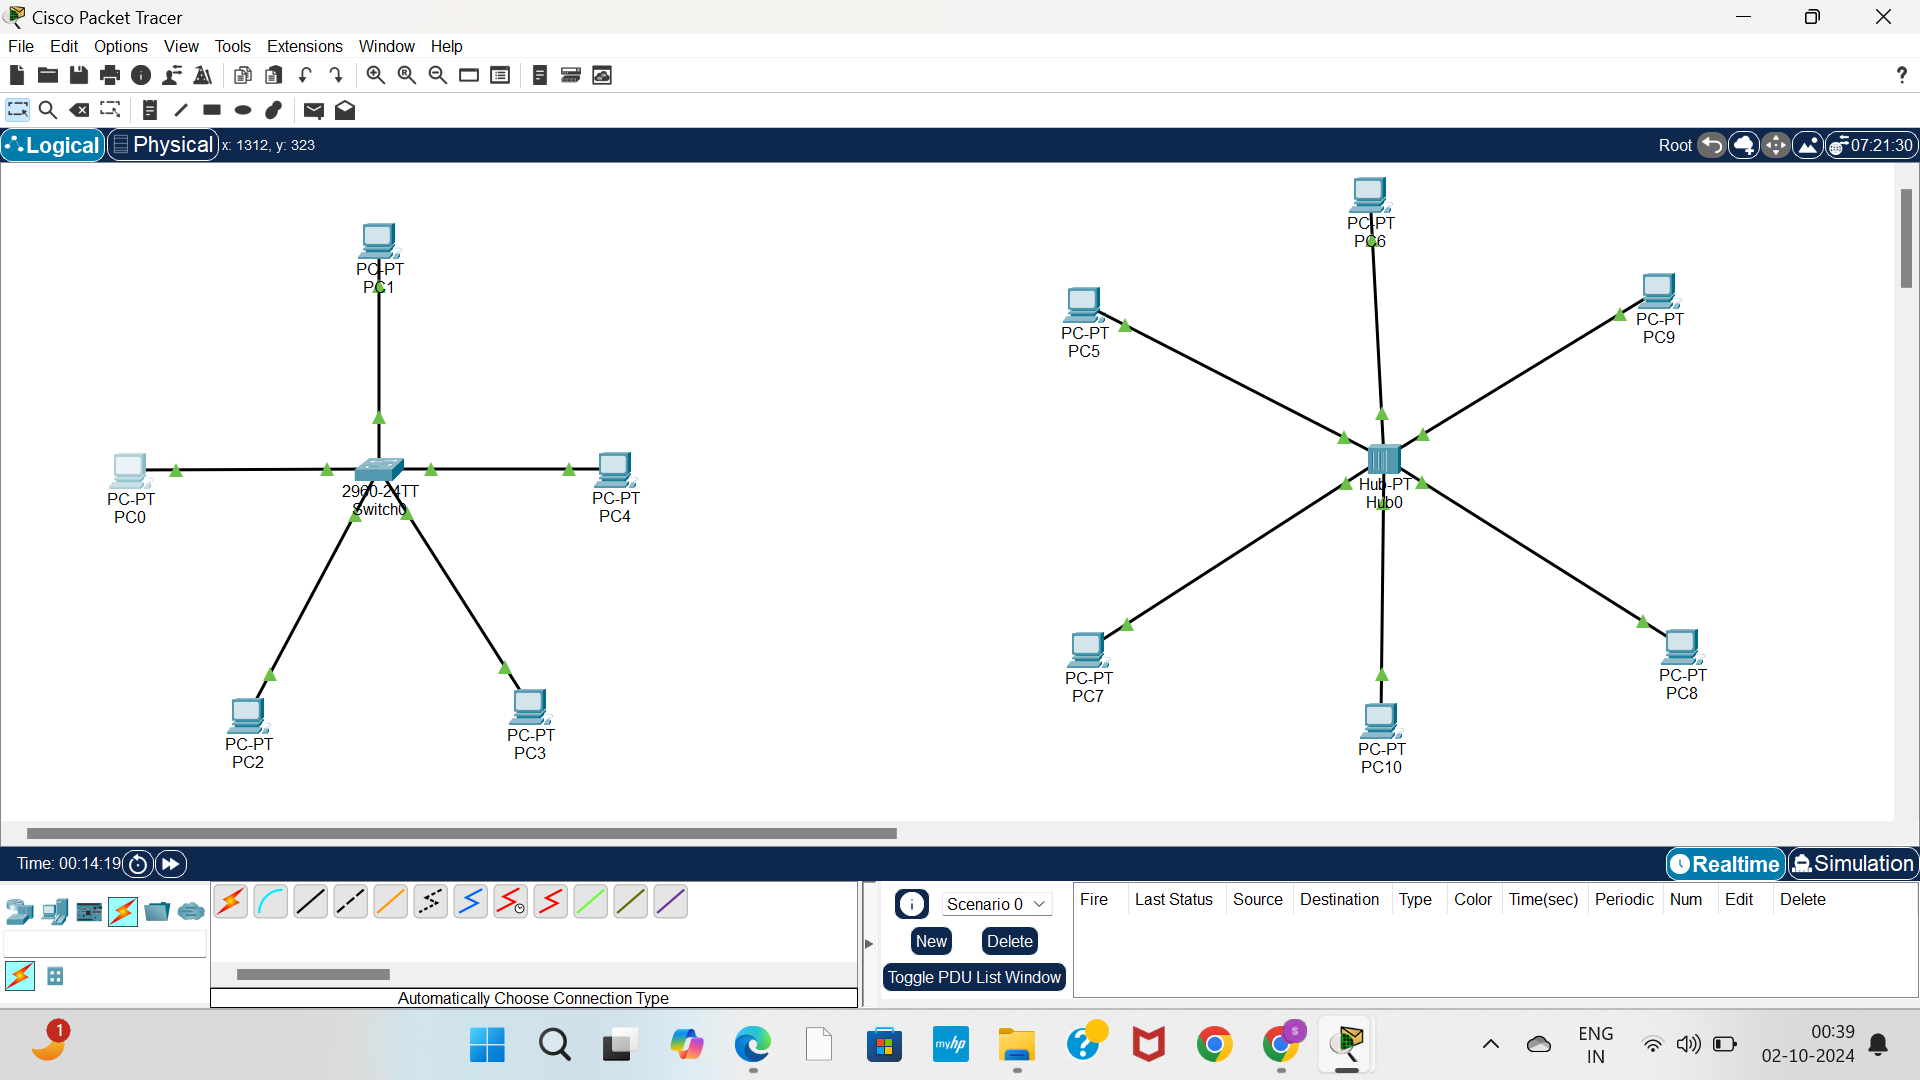 Cisco Packet Tracer
File Edit Options View Tools Extensions Window Help
?
Logical Physical x: 1312, y: 323 Root 07:21:30
PC-PT
PC6
PC-PT
PC1
PC-PT
PC5
PC-PT
PC9
PC-PT
PC0
2960-24TT
Switch0
PC-PT
PC4
Hub-PT
Hub0
PC-PT
PC7
PC-PT
PC8
PC-PT
PC2
PC-PT
PC3
PC-PT
PC10
Time: 00:14:19 Realtime Simulation
Scenario 0
New Delete
Toggle PDU List Window
Fire Last Status Source Destination Type Color Time(sec) Periodic Num Edit Delete
Automatically Choose Connection Type
1
myhp
S
ENG
IN
00:39
02-10-2024